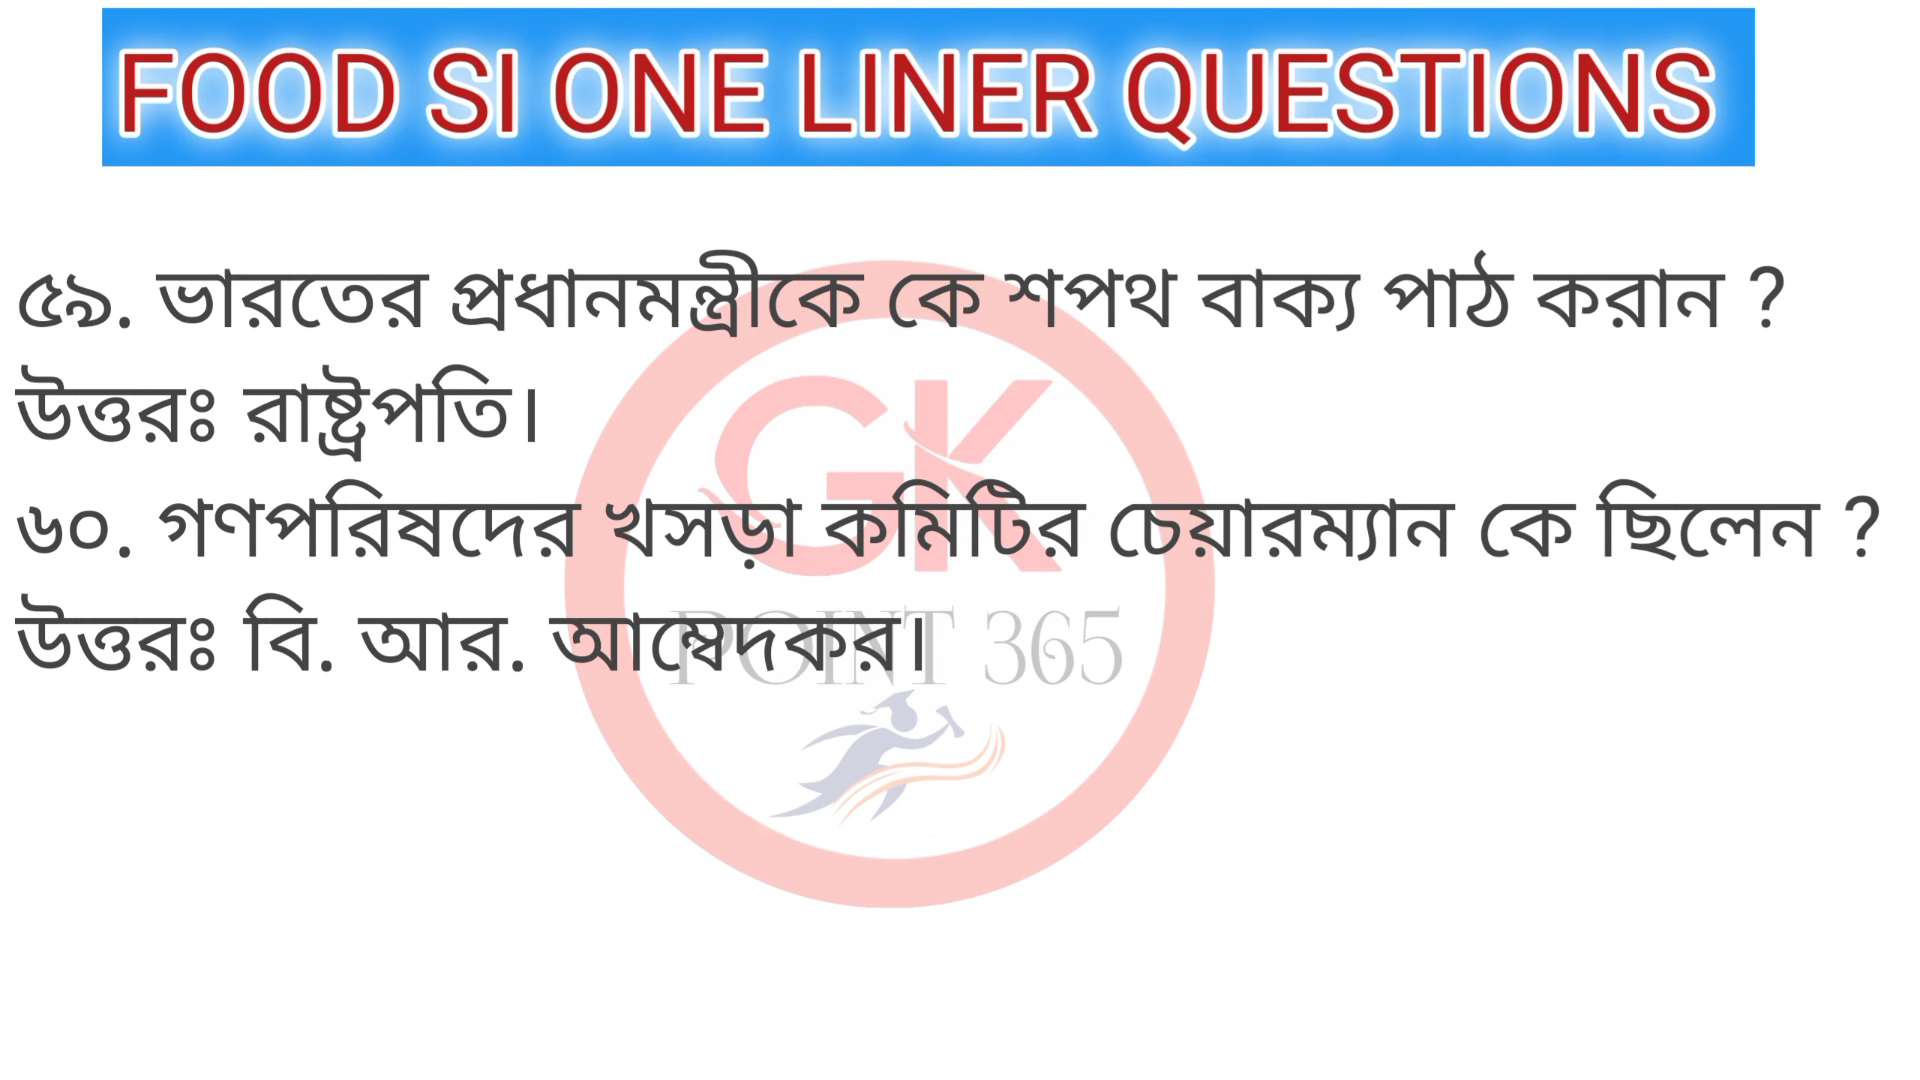 FOOD SI ONE LINER QUESTIONS
৫৯. ভারতের প্রধানমন্ত্রীকে কে শপথ বাক্য পাঠ করান ?
উত্তরঃ রাষ্ট্রপতি।
৬০. গণপরিষদের খসড়া কমিটির চেয়ারম্যান কে ছিলেন ?
উত্তরঃ বি. আর. আম্বেদকর।
GK
POINT 365